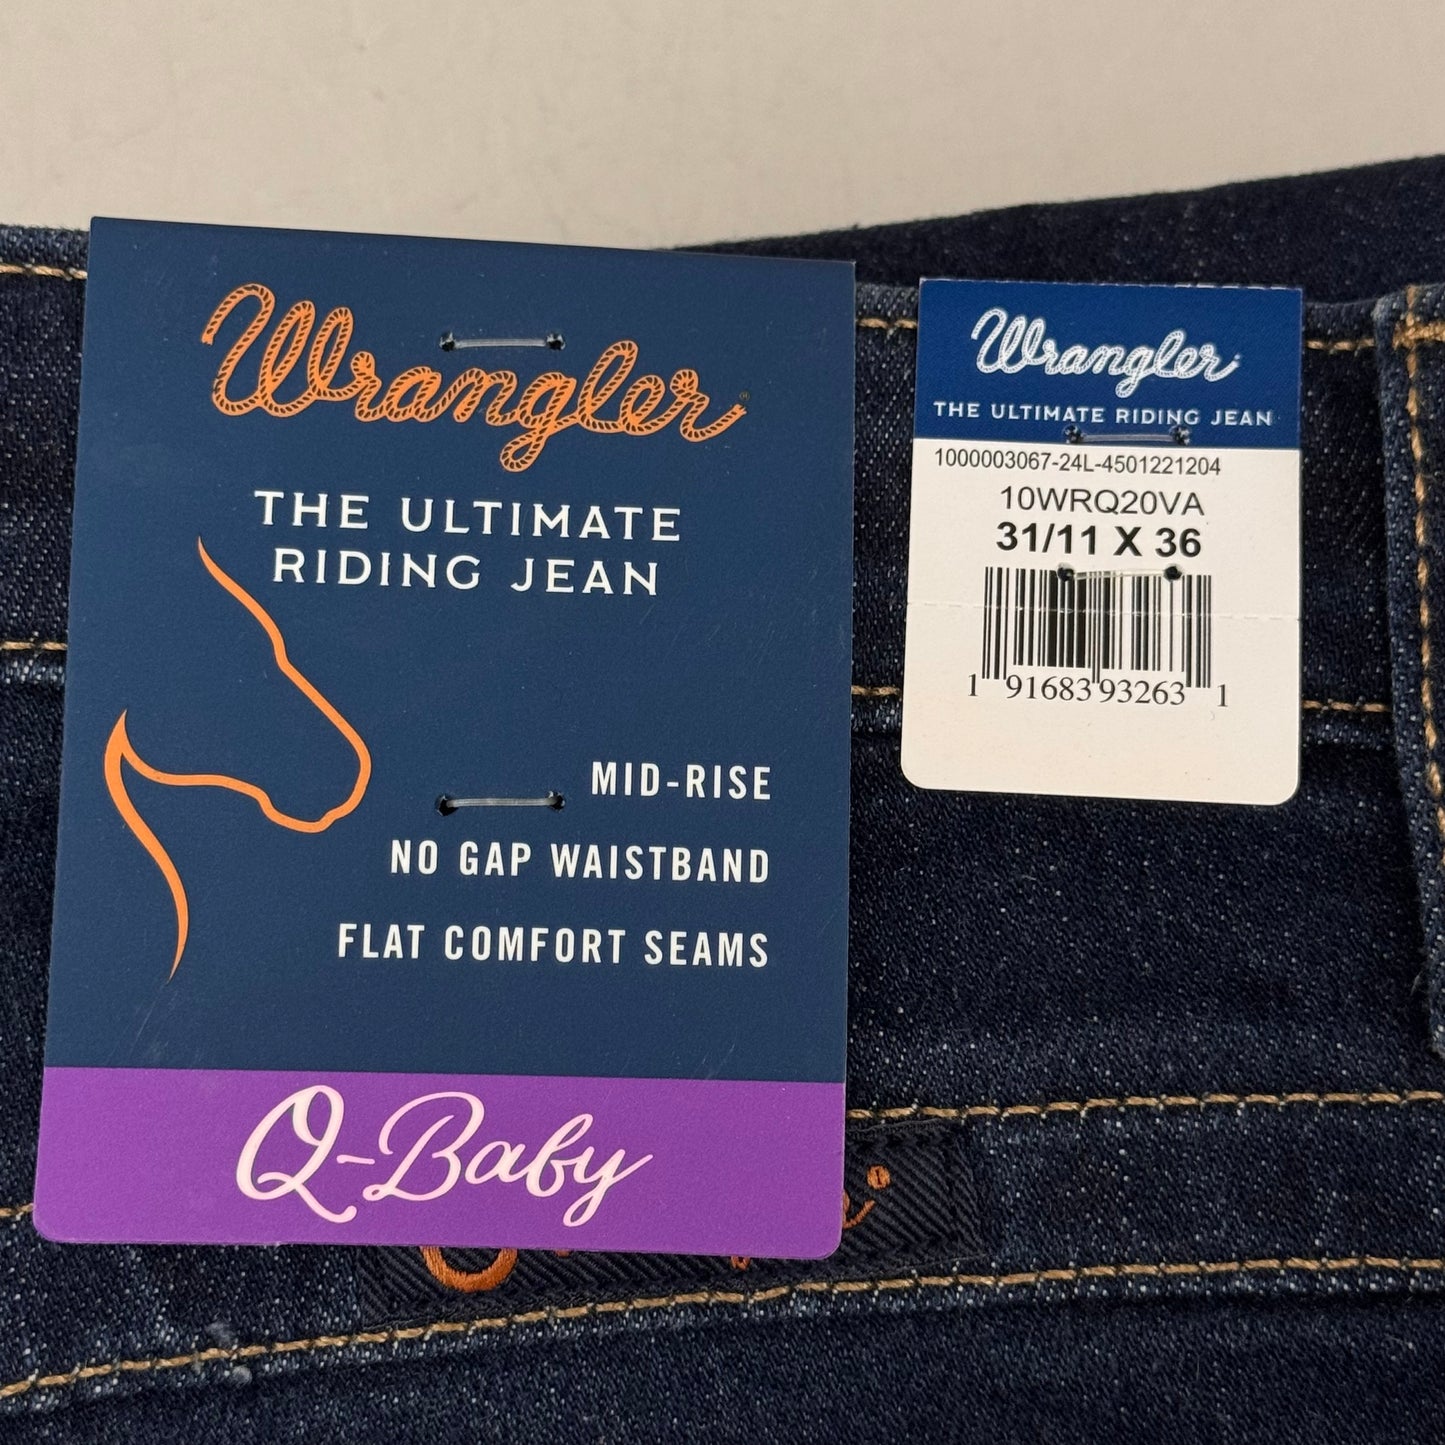 Wrangler
THE ULTIMATE
RIDING JEAN
MID-RISE
NO GAP WAISTBAND
FLAT COMFORT SEAMS
Q-Baby
Wrangler
THE ULTIMATE RIDING JEAN
1000003067-24L-4501221204
10WRQ20VA
31/11 X 36
1 91683 93263 1